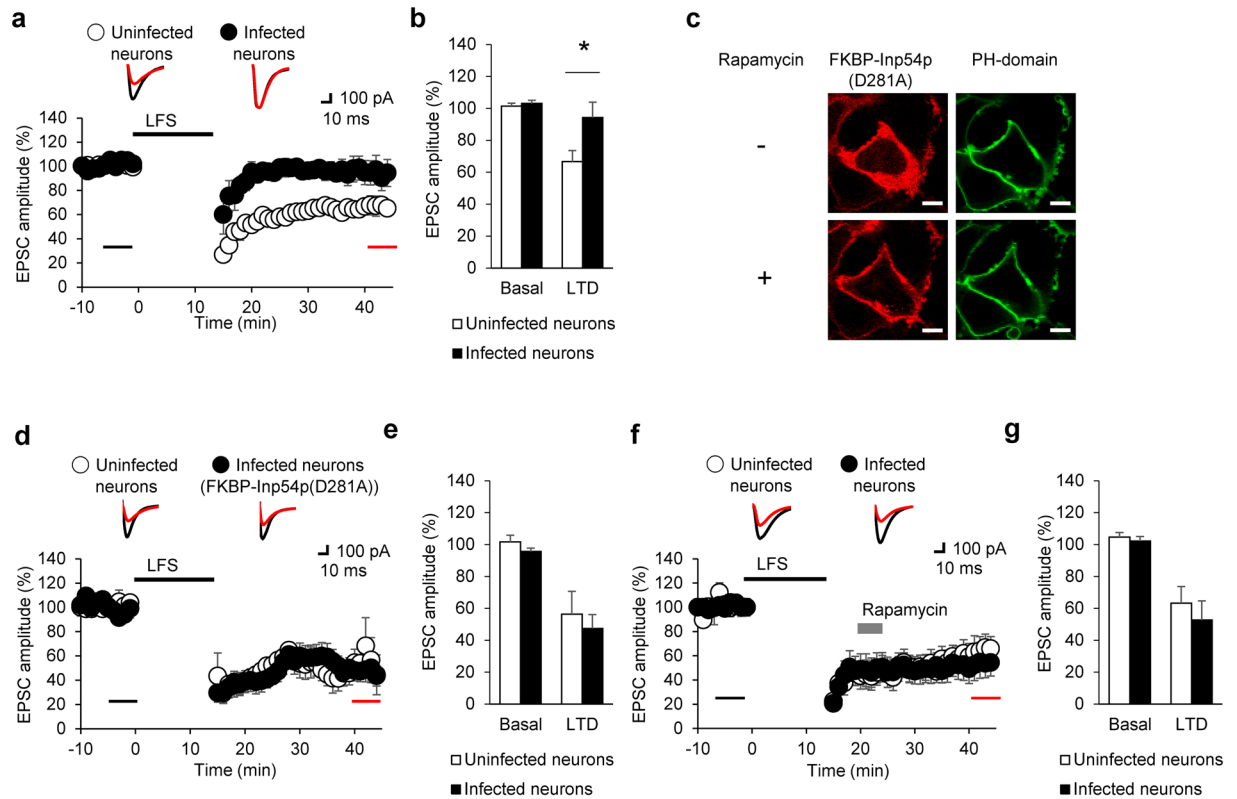 a
Uninfected
neurons
Infected
neurons
100 pA
10 ms
LFS
EPSC amplitude (%)
140
120
100
80
60
40
20
0
-10
0
10
20
30
40
Time (min)
b
*
EPSC amplitude (%)
140
120
100
80
60
40
20
0
Basal
LTD
Uninfected neurons
Infected neurons
c
Rapamycin
FKBP-Inp54p
(D281A)
PH-domain
-
+
d
Uninfected
neurons
Infected neurons
(FKBP-Inp54p(D281A))
100 pA
10 ms
LFS
EPSC amplitude (%)
140
120
100
80
60
40
20
0
-10
0
10
20
30
40
Time (min)
e
EPSC amplitude (%)
140
120
100
80
60
40
20
0
Basal
LTD
Uninfected neurons
Infected neurons
f
Uninfected
neurons
Infected
neurons
100 pA
10 ms
LFS
Rapamycin
EPSC amplitude (%)
140
120
100
80
60
40
20
0
-10
0
10
20
30
40
Time (min)
g
EPSC amplitude (%)
140
120
100
80
60
40
20
0
Basal
LTD
Uninfected neurons
Infected neurons